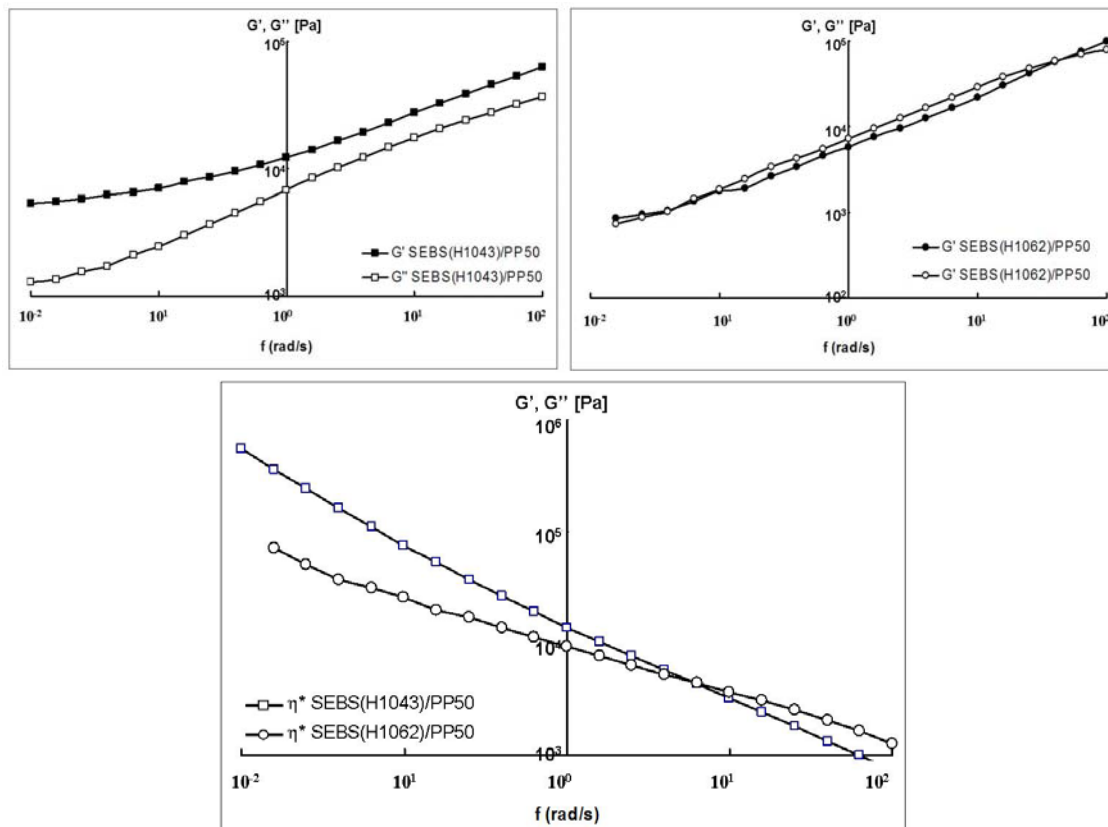 G', G'' [Pa]
10⁵
10⁴
10³
G' SEBS(H1043)/PP50
G'' SEBS(H1043)/PP50
10⁻² 10¹ 10⁰ 10¹ 10²
f (rad/s)
G', G'' [Pa]
10⁵
10⁴
10³
10²
G' SEBS(H1062)/PP50
G' SEBS(H1062)/PP50
10⁻² 10¹ 10⁰ 10¹ 10²
f (rad/s)
G', G'' [Pa]
10⁶
10⁵
10⁴
10³
η* SEBS(H1043)/PP50
η* SEBS(H1062)/PP50
10⁻² 10¹ 10⁰ 10¹ 10²
f (rad/s)